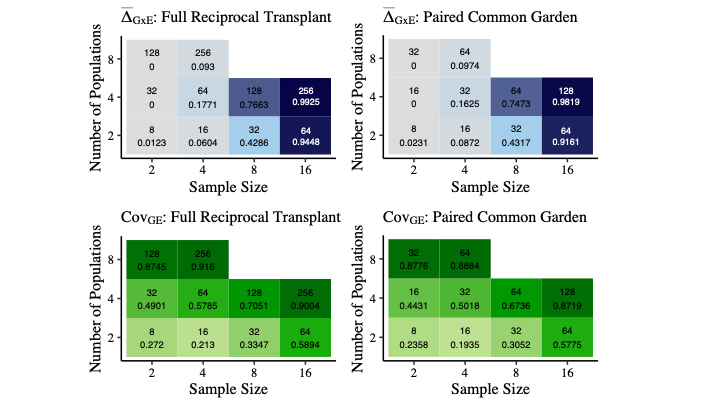 Δ̅GxE: Full Reciprocal Transplant
Number of Populations
8
4
2
128 256
0 0.093
32 64 128 256
0 0.1771 0.7663 0.9925
8 16 32 64
0.0123 0.0604 0.4286 0.9448
2 4 8 16
Sample Size
Δ̅GxE: Paired Common Garden
Number of Populations
8
4
2
32 64
0 0.0974
16 32 64 128
0 0.1625 0.7473 0.9819
8 16 32 64
0.0231 0.0872 0.4317 0.9161
2 4 8 16
Sample Size
CovGE: Full Reciprocal Transplant
Number of Populations
8
4
2
128 256
0.8745 0.916
32 64 128 256
0.4901 0.5785 0.7051 0.9004
8 16 32 64
0.272 0.213 0.3347 0.5894
2 4 8 16
Sample Size
CovGE: Paired Common Garden
Number of Populations
8
4
2
32 64
0.8776 0.8884
16 32 64 128
0.4431 0.5018 0.6736 0.8719
8 16 32 64
0.2358 0.1935 0.3052 0.5775
2 4 8 16
Sample Size